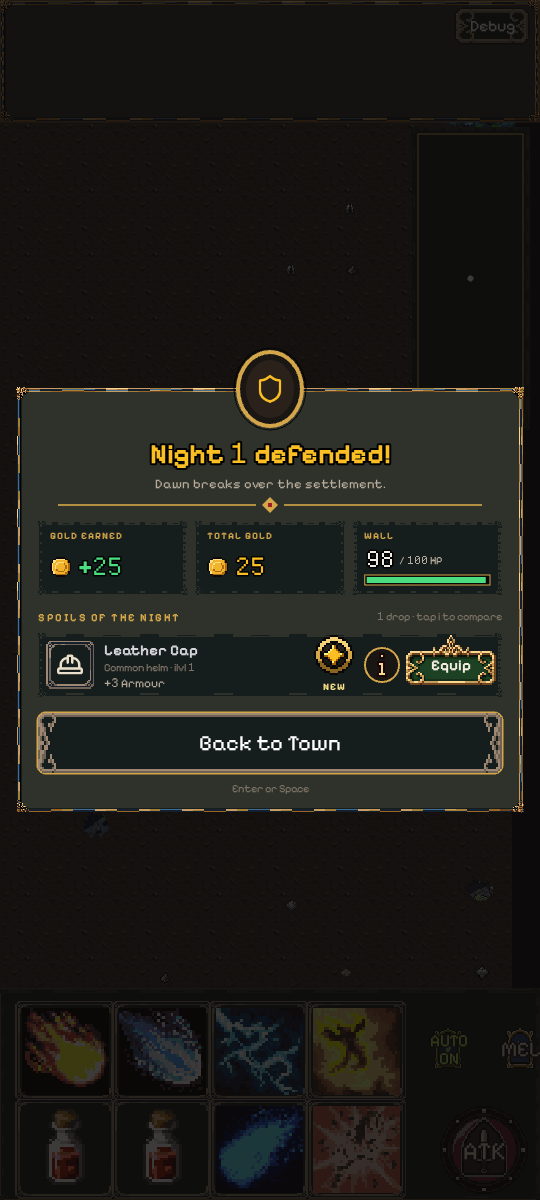 Debug
Night 1 defended!
Dawn breaks over the settlement.
GOLD EARNED
+25
TOTAL GOLD
25
WALL
98 / 100 HP
SPOILS OF THE NIGHT
1 drop · tap i to compare
Leather Cap
Common helm · ilvl 1
+3 Armour
NEW
i
Equip
Back to Town
Enter or Space
AUTO
ON
MEL
ATK